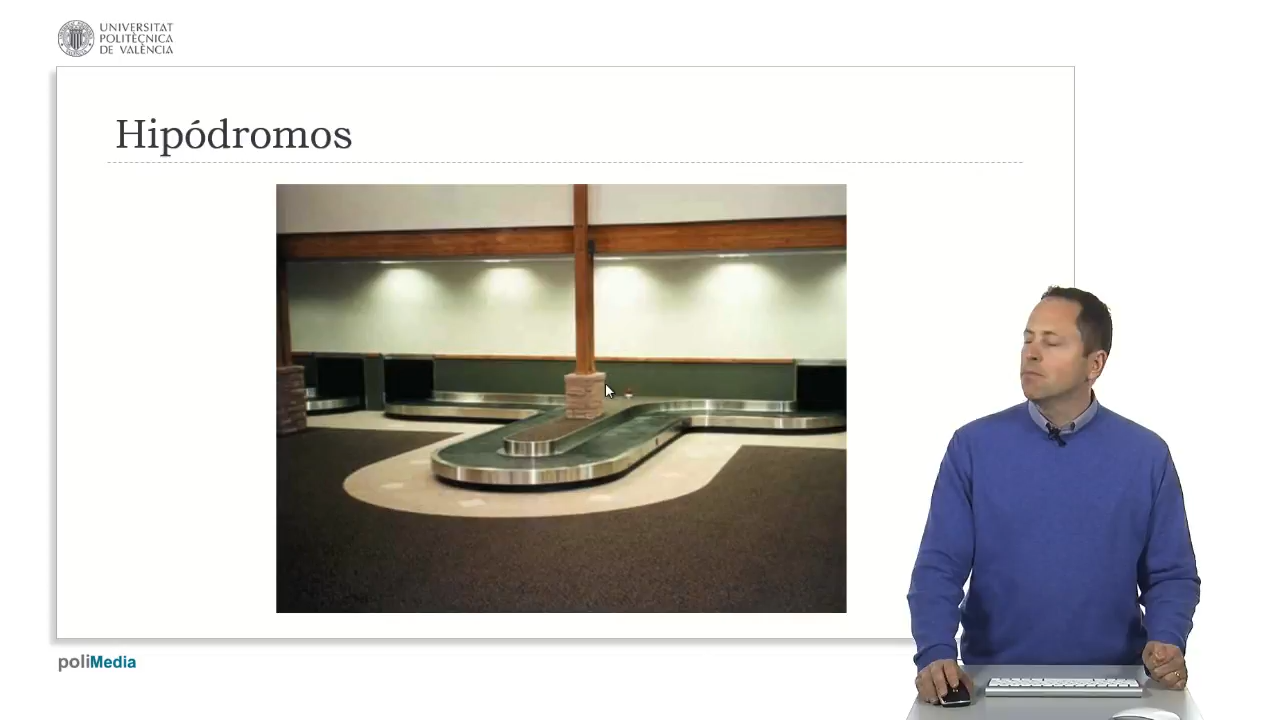 UNIVERSITAT
POLITÈCNICA
DE VALÈNCIA
Hipódromos
poliMedia